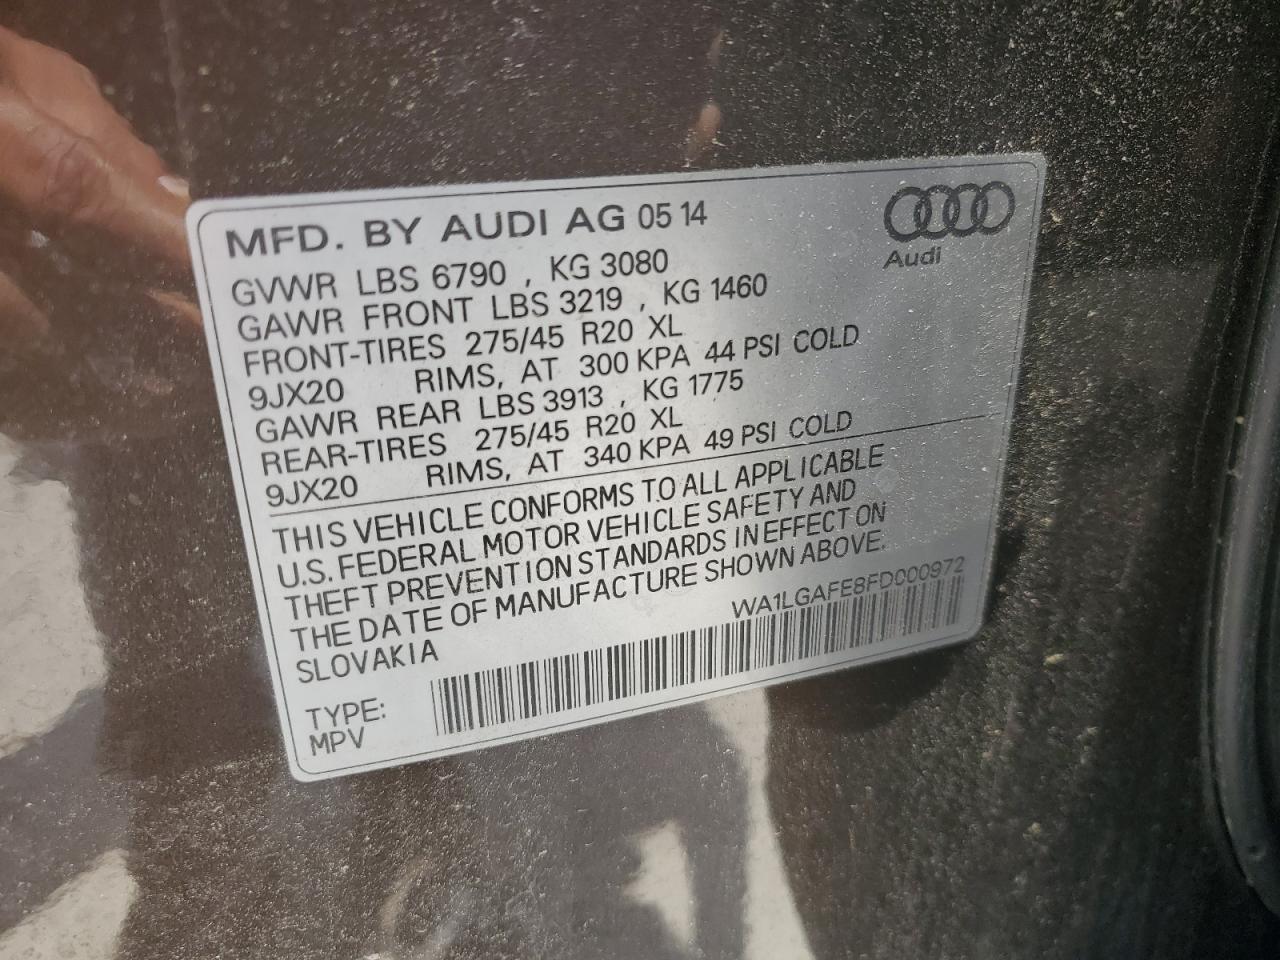 MFD. BY AUDI AG 05 14
Audi
GVWR LBS 6790 , KG 3080
GAWR FRONT LBS 3219 , KG 1460
FRONT-TIRES 275/45 R20 XL
9JX20 RIMS, AT 300 KPA 44 PSI COLD
GAWR REAR LBS 3913 , KG 1775
REAR-TIRES 275/45 R20 XL
9JX20 RIMS, AT 340 KPA 49 PSI COLD
THIS VEHICLE CONFORMS TO ALL APPLICABLE
U.S. FEDERAL MOTOR VEHICLE SAFETY AND
THEFT PREVENTION STANDARDS IN EFFECT ON
THE DATE OF MANUFACTURE SHOWN ABOVE.
SLOVAKIA
WA1LGAFE8FD000972
TYPE:
MPV